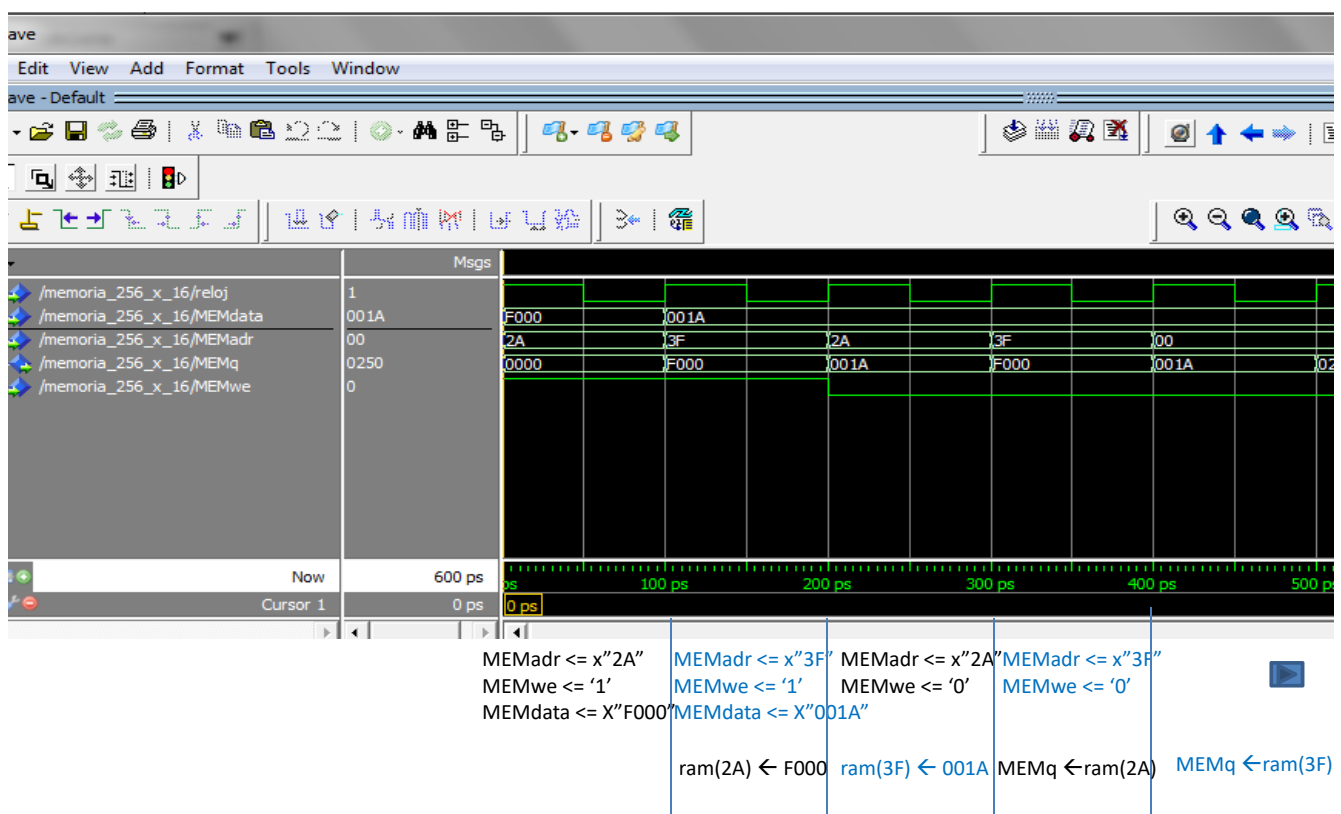 ave
Edit View Add Format Tools Window
ave - Default
Msgs
/memoria_256_x_16/reloj 1
/memoria_256_x_16/MEMdata 001A F000 001A
/memoria_256_x_16/MEMadr 00 2A 3F 2A 3F 00
/memoria_256_x_16/MEMq 0250 0000 F000 001A F000 001A 02
/memoria_256_x_16/MEMwe 0
Now 600 ps ps 100 ps 200 ps 300 ps 400 ps 500 ps
Cursor 1 0 ps 0 ps
MEMadr <= x”2A” MEMadr <= x”3F” MEMadr <= x”2A” MEMadr <= x”3F”
MEMwe <= ‘1’ MEMwe <= ‘1’ MEMwe <= ‘0’ MEMwe <= ‘0’
MEMdata <= X”F000” MEMdata <= X”001A”
ram(2A) ← F000 ram(3F) ← 001A MEMq ←ram(2A) MEMq ←ram(3F)